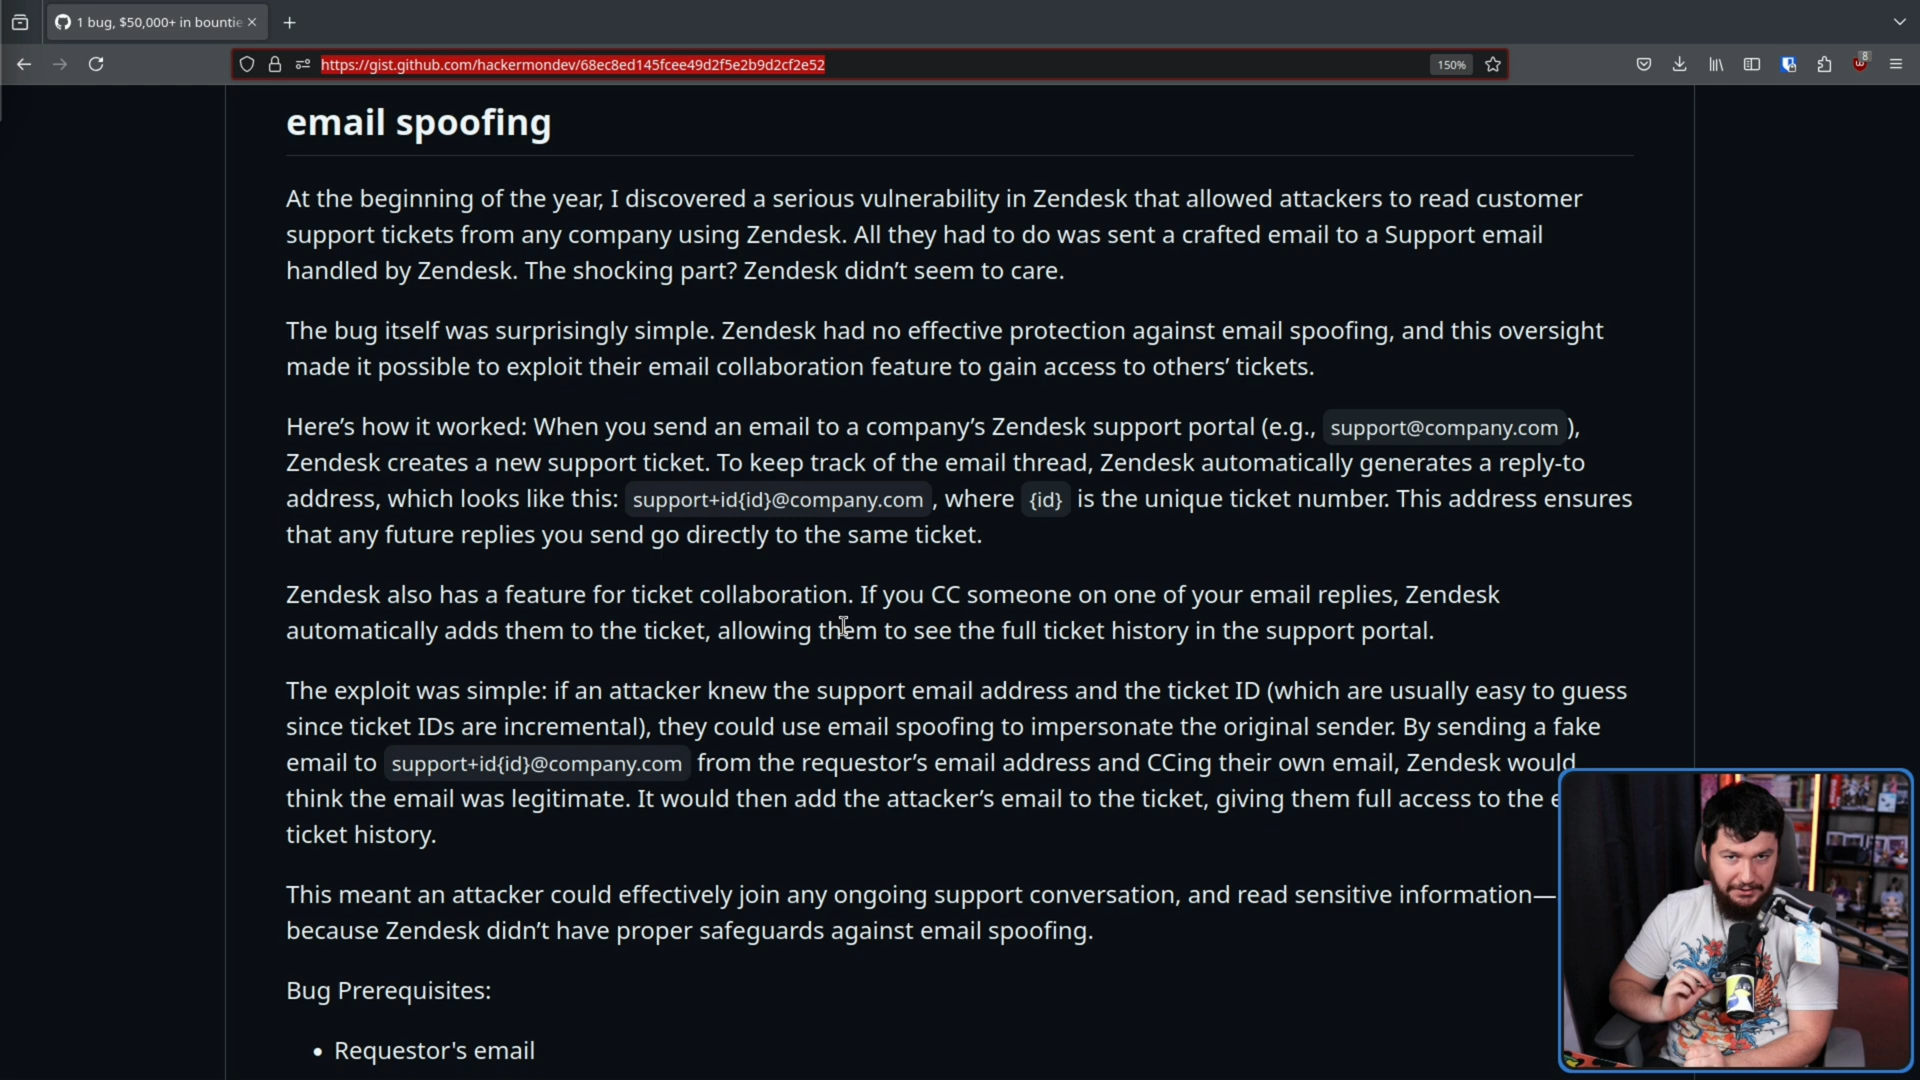 1 bug, $50,000+ in bountie
https://gist.github.com/hackermondev/68ec8ed145fcee49d2f5e2b9d2cf2e52
150%
8
email spoofing
At the beginning of the year, I discovered a serious vulnerability in Zendesk that allowed attackers to read customer
support tickets from any company using Zendesk. All they had to do was sent a crafted email to a Support email
handled by Zendesk. The shocking part? Zendesk didn’t seem to care.
The bug itself was surprisingly simple. Zendesk had no effective protection against email spoofing, and this oversight
made it possible to exploit their email collaboration feature to gain access to others’ tickets.
Here’s how it worked: When you send an email to a company’s Zendesk support portal (e.g., support@company.com ),
Zendesk creates a new support ticket. To keep track of the email thread, Zendesk automatically generates a reply-to
address, which looks like this: support+id{id}@company.com , where {id} is the unique ticket number. This address ensures
that any future replies you send go directly to the same ticket.
Zendesk also has a feature for ticket collaboration. If you CC someone on one of your email replies, Zendesk
automatically adds them to the ticket, allowing them to see the full ticket history in the support portal.
The exploit was simple: if an attacker knew the support email address and the ticket ID (which are usually easy to guess
since ticket IDs are incremental), they could use email spoofing to impersonate the original sender. By sending a fake
email to support+id{id}@company.com from the requestor’s email address and CCing their own email, Zendesk would
think the email was legitimate. It would then add the attacker’s email to the ticket, giving them full access to the
ticket history.
This meant an attacker could effectively join any ongoing support conversation, and read sensitive information—
because Zendesk didn’t have proper safeguards against email spoofing.
Bug Prerequisites:
• Requestor's email